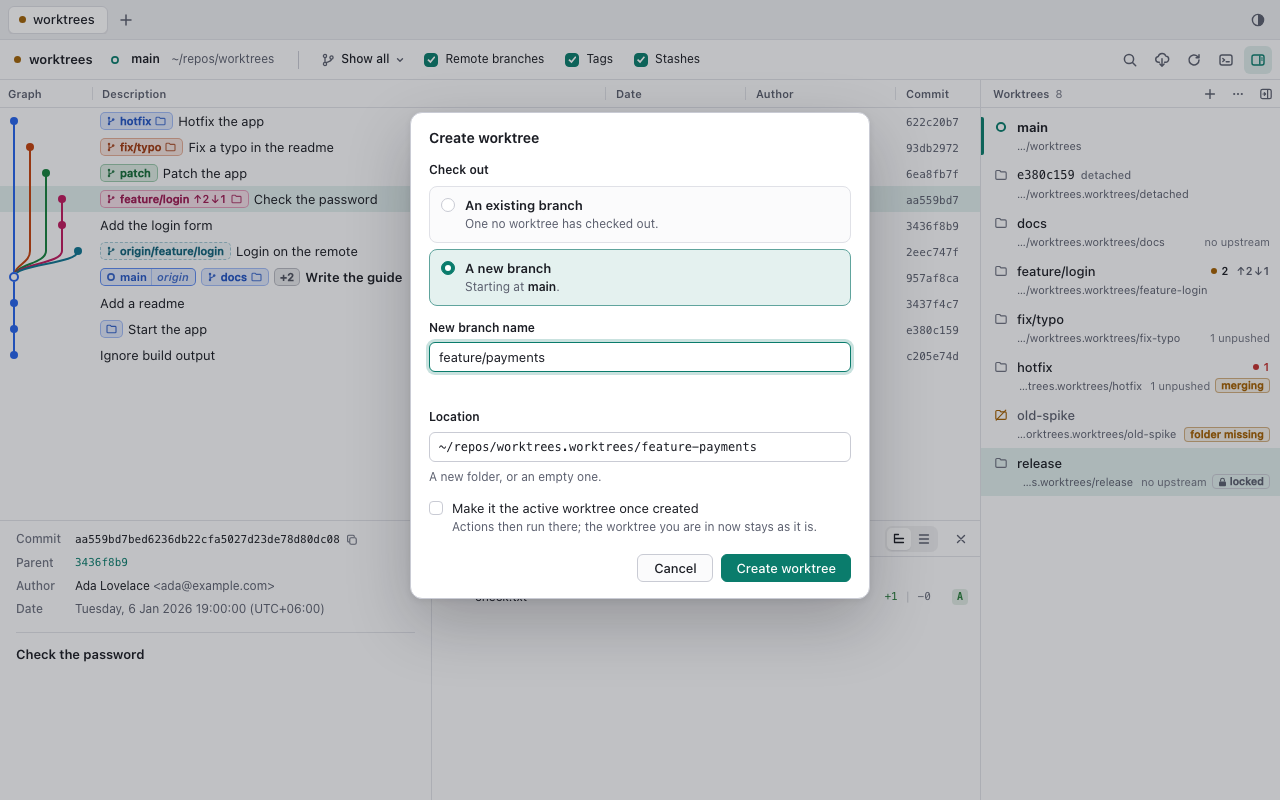 worktrees
worktrees main ~/repos/worktrees Show all Remote branches Tags Stashes
Graph Description Date Author Commit
hotfix Hotfix the app 622c20b7
fix/typo Fix a typo in the readme 93db2972
patch Patch the app 6ea8fb7f
feature/login ↑2↓1 Check the password aa559bd7
Add the login form 3436f8b9
origin/feature/login Login on the remote 2eec747f
main origin docs +2 Write the guide 957af8ca
Add a readme 3437f4c7
Start the app e380c159
Ignore build output c205e74d
Create worktree
Check out
An existing branch
One no worktree has checked out.
A new branch
Starting at main.
New branch name
feature/payments
Location
~/repos/worktrees.worktrees/feature-payments
A new folder, or an empty one.
Make it the active worktree once created
Actions then run there; the worktree you are in now stays as it is.
Cancel Create worktree
Worktrees 8
main
.../worktrees
e380c159 detached
.../worktrees.worktrees/detached
docs
.../worktrees.worktrees/docs no upstream
feature/login 2 ↑2↓1
.../worktrees.worktrees/feature-login
fix/typo
.../worktrees.worktrees/fix-typo 1 unpushed
hotfix 1
...trees.worktrees/hotfix 1 unpushed merging
old-spike
...orktrees.worktrees/old-spike folder missing
release
...s.worktrees/release no upstream locked
Commit aa559bd7bed6236db22cfa5027d23de78d80dc08
Parent 3436f8b9
Author Ada Lovelace <ada@example.com>
Date Tuesday, 6 Jan 2026 19:00:00 (UTC+06:00)
Check the password
check.txt +1 | −0 A